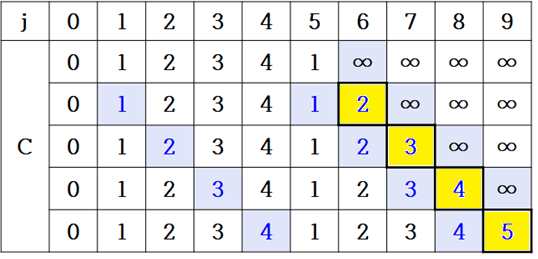 j 0 1 2 3 4 5 6 7 8 9
0 1 2 3 4 1 ∞ ∞ ∞ ∞
0 1 2 3 4 1 2 ∞ ∞ ∞
C 0 1 2 3 4 1 2 3 ∞ ∞
0 1 2 3 4 1 2 3 4 ∞
0 1 2 3 4 1 2 3 4 5